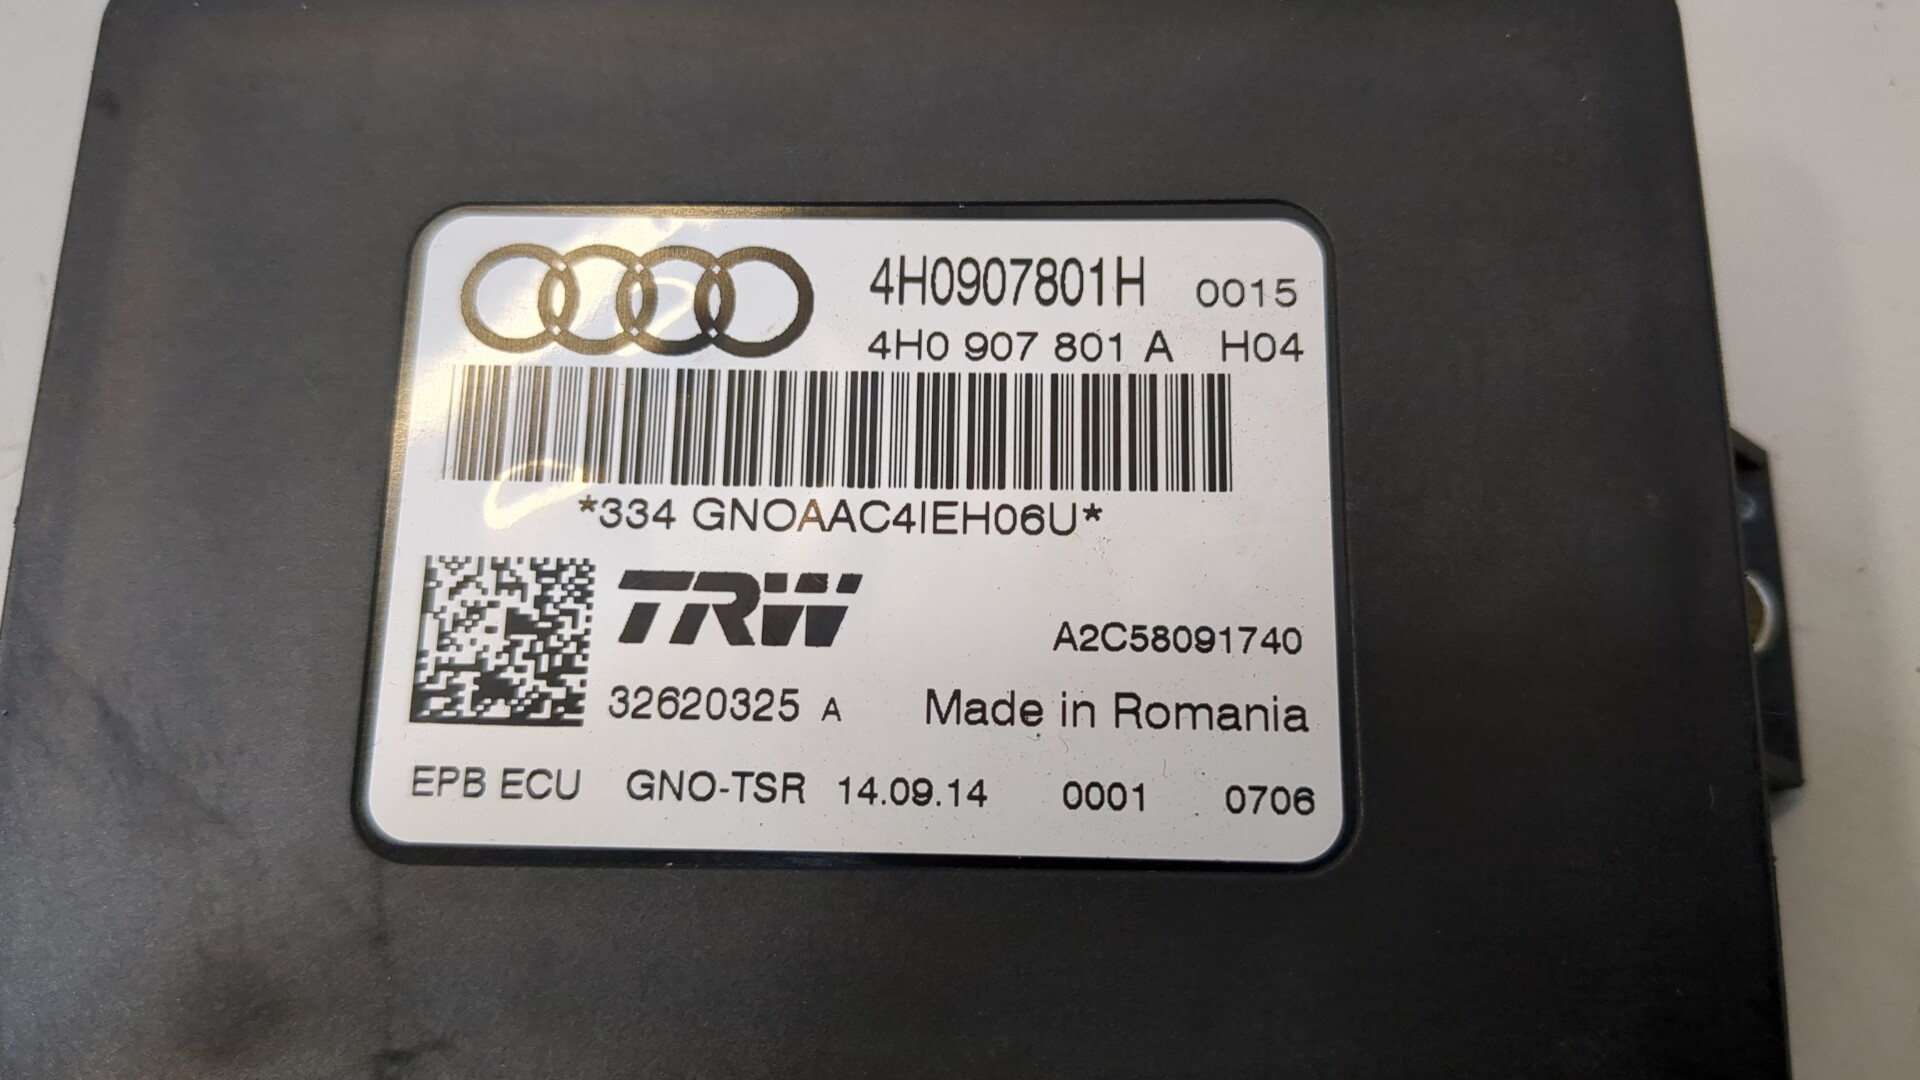 4H0907801H 0015
4H0 907 801 A H04
*334 GNOAAC4IEH06U*
TRW
A2C58091740
32620325 A Made in Romania
EPB ECU GNO-TSR 14.09.14 0001 0706